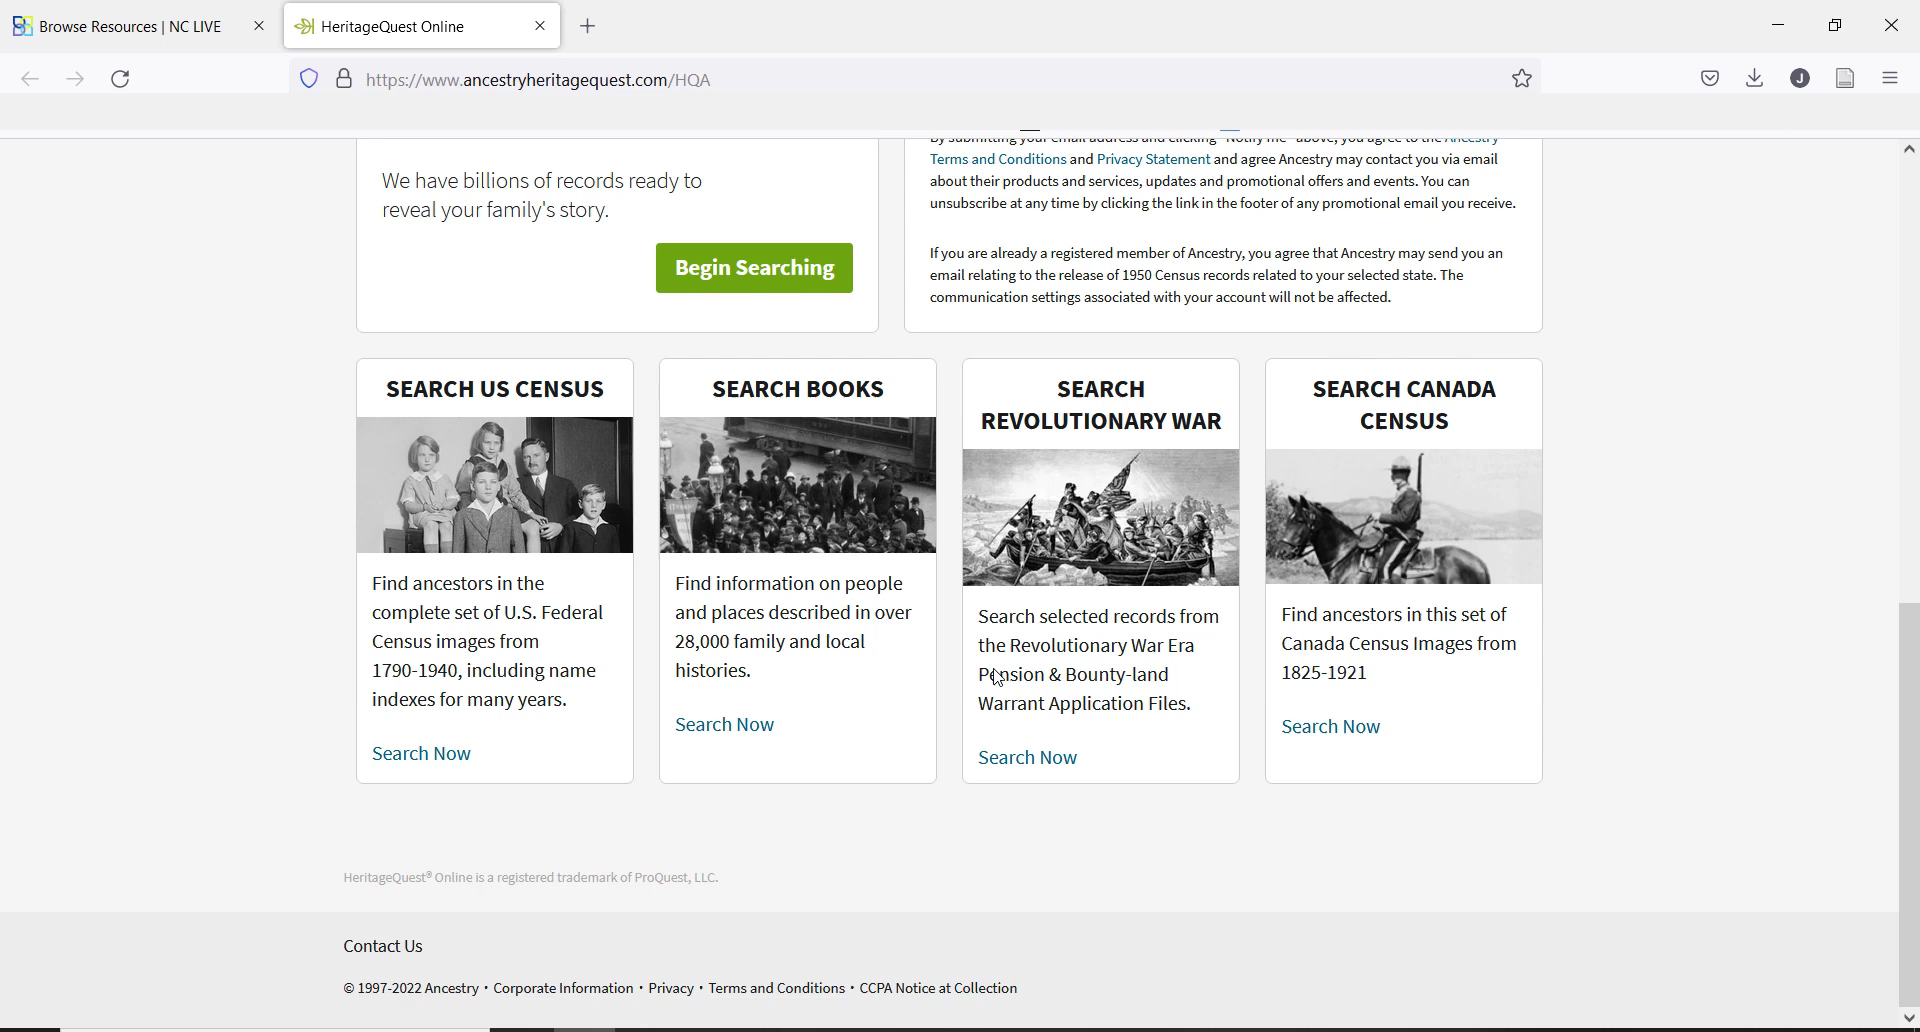 Browse Resources | NC LIVE
HeritageQuest Online
https://www.ancestryheritagequest.com/HQA
J
By submitting your email address and clicking "Notify me" above, you agree to the Ancestry
Terms and Conditions and Privacy Statement and agree Ancestry may contact you via email
about their products and services, updates and promotional offers and events. You can
unsubscribe at any time by clicking the link in the footer of any promotional email you receive.
If you are already a registered member of Ancestry, you agree that Ancestry may send you an
email relating to the release of 1950 Census records related to your selected state. The
communication settings associated with your account will not be affected.
We have billions of records ready to
reveal your family's story.
Begin Searching
SEARCH US CENSUS
Find ancestors in the
complete set of U.S. Federal
Census images from
1790-1940, including name
indexes for many years.
Search Now
SEARCH BOOKS
Find information on people
and places described in over
28,000 family and local
histories.
Search Now
SEARCH
REVOLUTIONARY WAR
Search selected records from
the Revolutionary War Era
Pension & Bounty-land
Warrant Application Files.
Search Now
SEARCH CANADA
CENSUS
Find ancestors in this set of
Canada Census Images from
1825-1921
Search Now
HeritageQuest® Online is a registered trademark of ProQuest, LLC.
Contact Us
© 1997-2022 Ancestry • Corporate Information • Privacy • Terms and Conditions • CCPA Notice at Collection